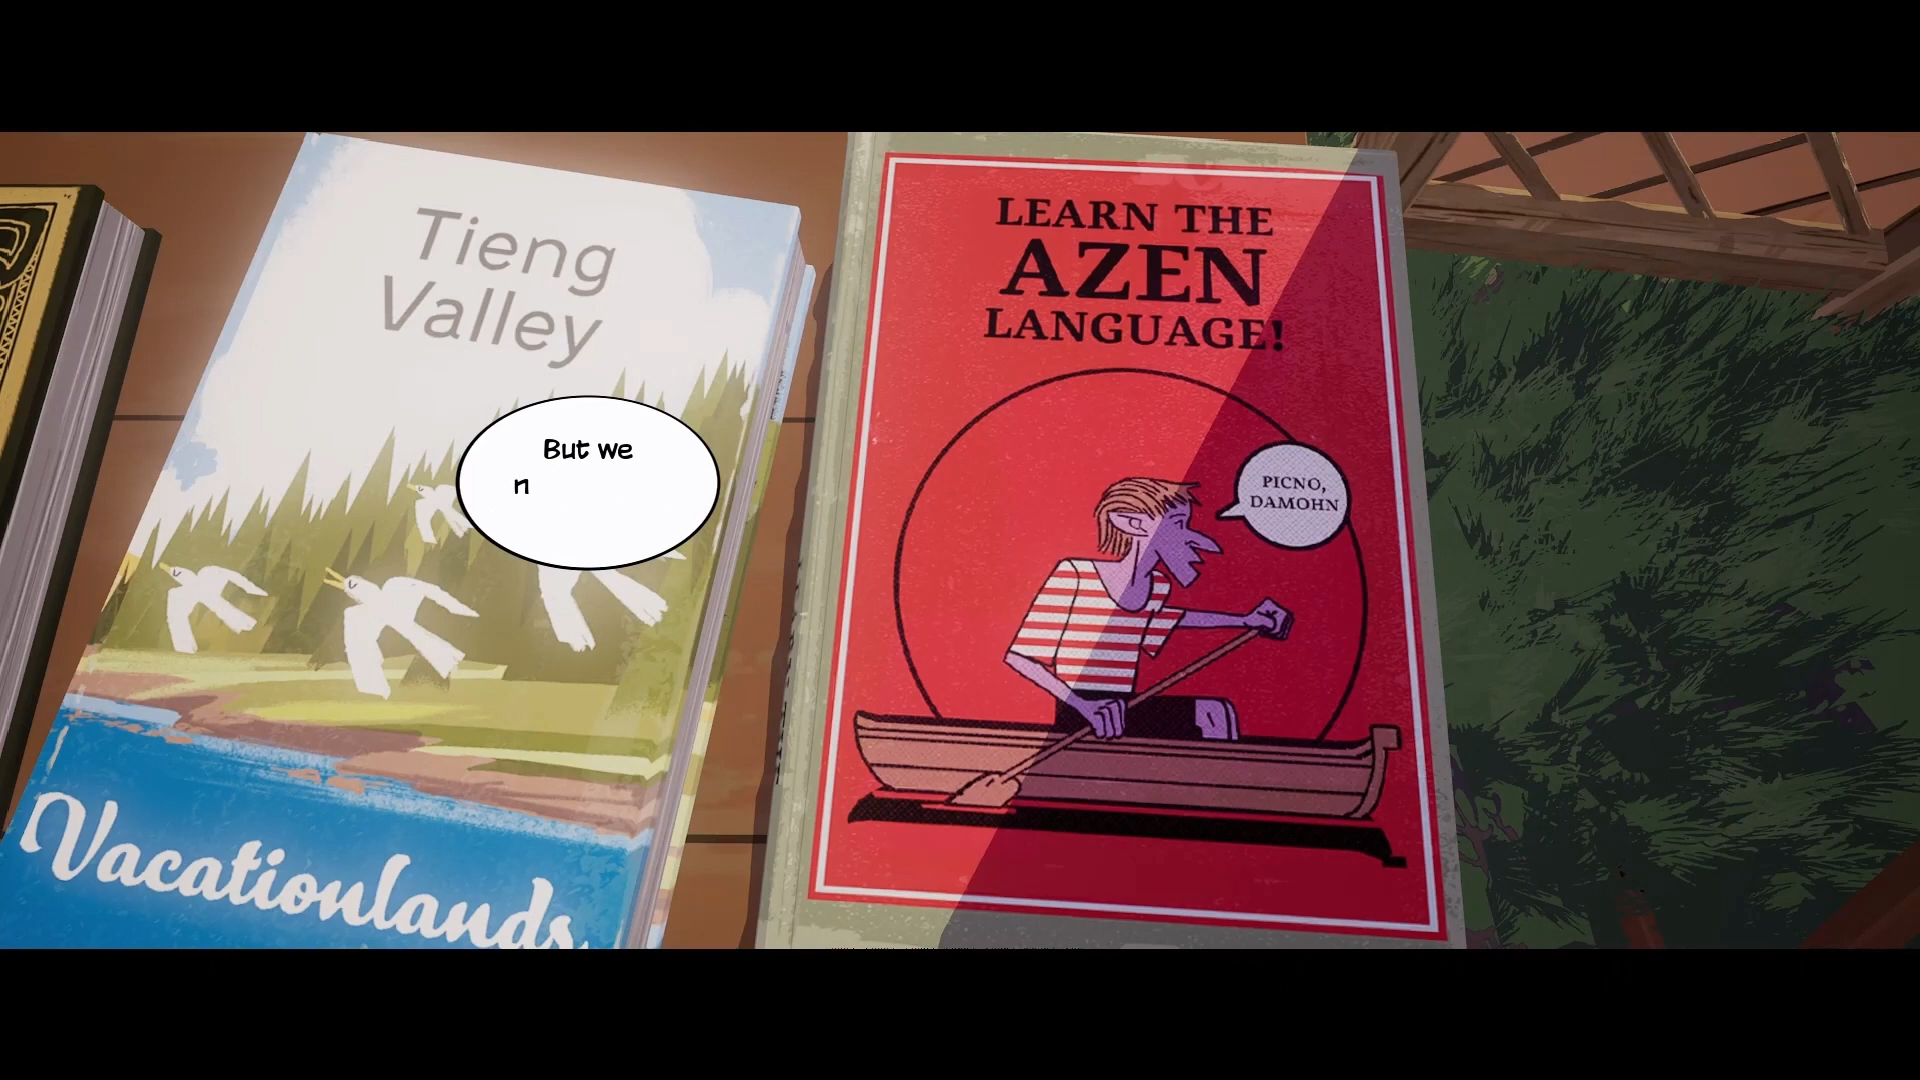 Tieng
Valley
But we
n
Vacationlands
LEARN THE
AZEN
LANGUAGE!
PICNO,
DAMOHN